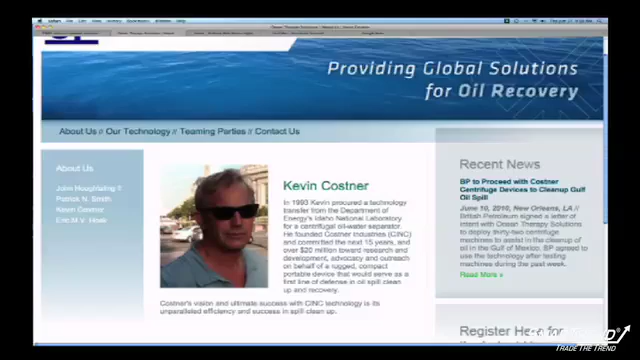 Providing Global Solutions
for Oil Recovery
About Us // Our Technology // Teaming Parties // Contact Us
About Us
John Houghtaling II
Patrick N. Smith
Kevin Costner
Eric M.V. Hoek
Kevin Costner
In 1993 Kevin procured a technology
transfer from the Department of
Energy's Idaho National Laboratory
for a centrifugal oil-water separator.
He founded Costner Industries (CINC)
and committed the next 15 years, and
over $20 million toward research and
development, advocacy and outreach
on behalf of a rugged, compact
portable device that would serve as a
first line of defense in oil spill clean
up and recovery.
Costner's vision and ultimate success with CINC technology is its
unparalleled efficiency and success in spill clean up.
Recent News
BP to Proceed with Costner
Centrifuge Devices to Cleanup Gulf
Oil Spill
June 10, 2010, New Orleans, LA //
British Petroleum signed a letter of
intent with Ocean Therapy Solutions
to deploy thirty-two centrifuge
machines to assist in the cleanup of
oil in the Gulf of Mexico. BP agreed
to use the technology after testing
machines during the past week.
Read More »
Register Here for
TRADE THE TREND